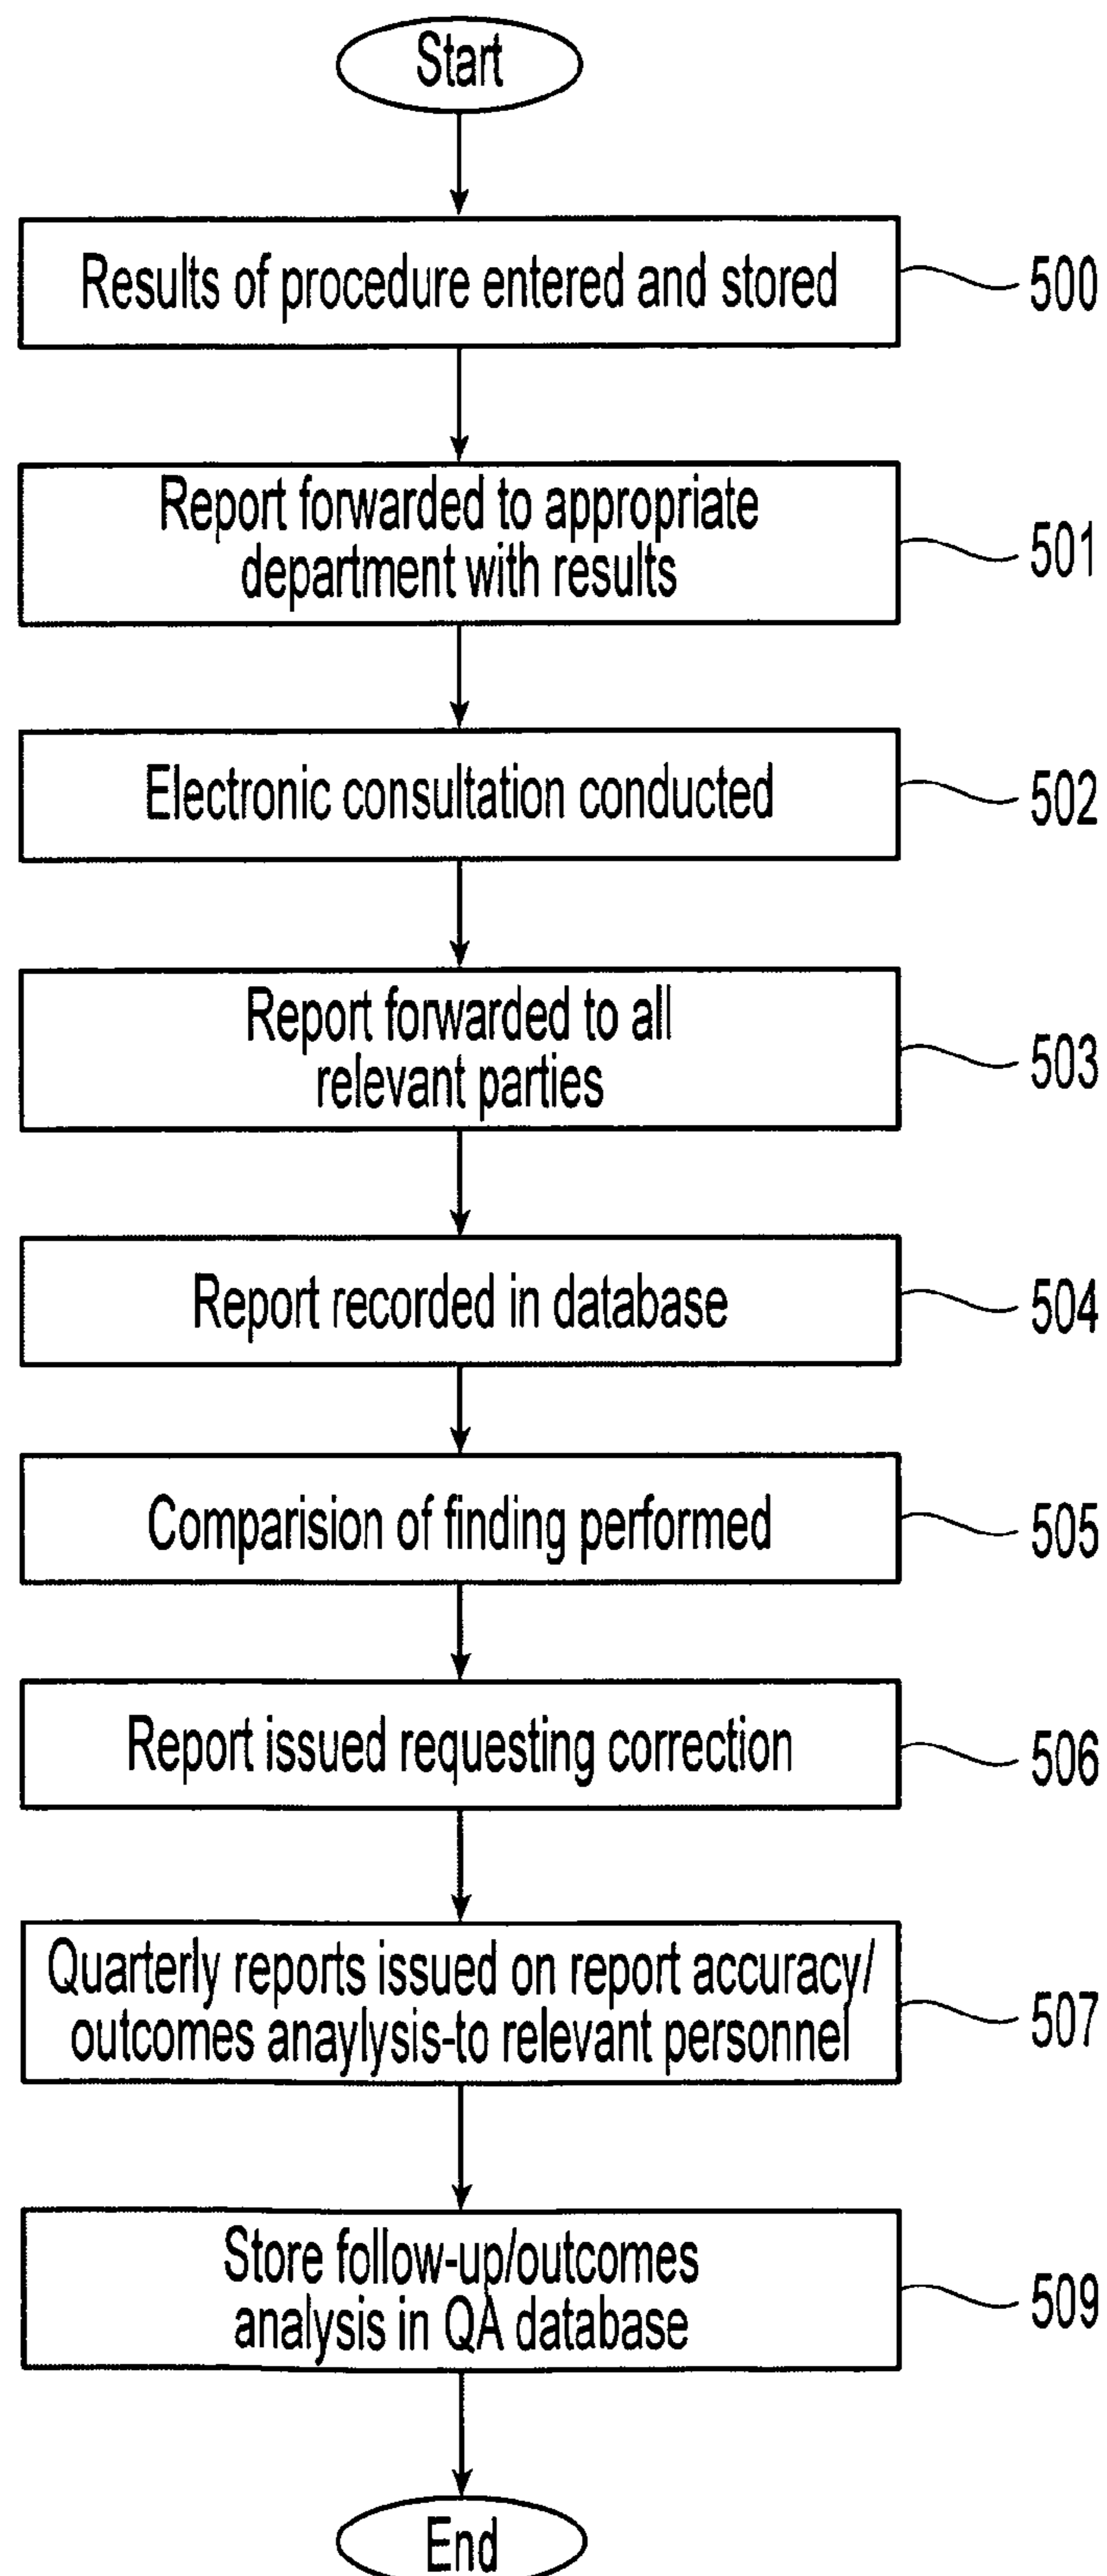 Start
Results of procedure entered and stored
500
Report forwarded to appropriate
department with results
501
Electronic consultation conducted
502
Report forwarded to all
relevant parties
503
Report recorded in database
504
Comparision of finding performed
505
Report issued requesting correction
506
Quarterly reports issued on report accuracy/
outcomes anaylysis-to relevant personnel
507
Store follow-up/outcomes
analysis in QA database
509
End